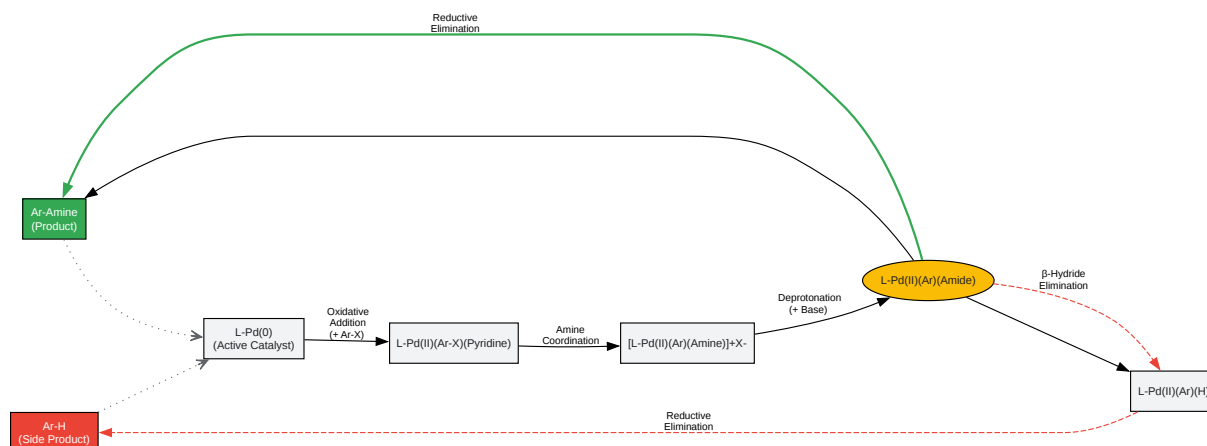 Reductive
Elimination
Ar-Amine
(Product)
L-Pd(II)(Ar)(Amide)
β-Hydride
Elimination
Deprotonation
(+ Base)
Oxidative
Addition
(+ Ar-X)
L-Pd(0)
(Active Catalyst)
L-Pd(II)(Ar-X)(Pyridine)
Amine
Coordination
[L-Pd(II)(Ar)(Amine)]+X-
L-Pd(II)(Ar)(H)
Reductive
Elimination
Ar-H
(Side Product)